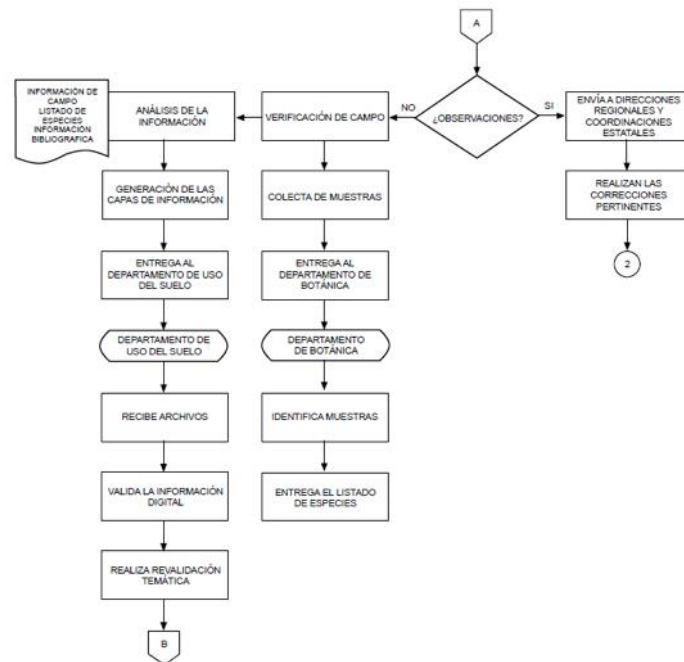 A
INFORMACIÓN DE
CAMPO
LISTADO DE
ESPECIES
INFORMACIÓN
BIBLIOGRAFICA
ANÁLISIS DE LA
INFORMACIÓN
VERIFICACIÓN DE CAMPO
NO
¿OBSERVACIONES?
SI
ENVÍA A DIRECCIONES
REGIONALES Y
COORDINACIONES
ESTATALES
GENERACIÓN DE LAS
CAPAS DE INFORMACIÓN
COLECTA DE MUESTRAS
REALIZAN LAS
CORRECCIONES
PERTINENTES
ENTREGA AL
DEPARTAMENTO DE USO
DEL SUELO
ENTREGA AL
DEPARTAMENTO DE
BOTÁNICA
2
DEPARTAMENTO DE
USO DEL SUELO
DEPARTAMENTO
DE BOTÁNICA
RECIBE ARCHIVOS
IDENTIFICA MUESTRAS
VALIDA LA INFORMACIÓN
DIGITAL
ENTREGA EL LISTADO
DE ESPECIES
REALIZA REVALIDACIÓN
TEMÁTICA
B